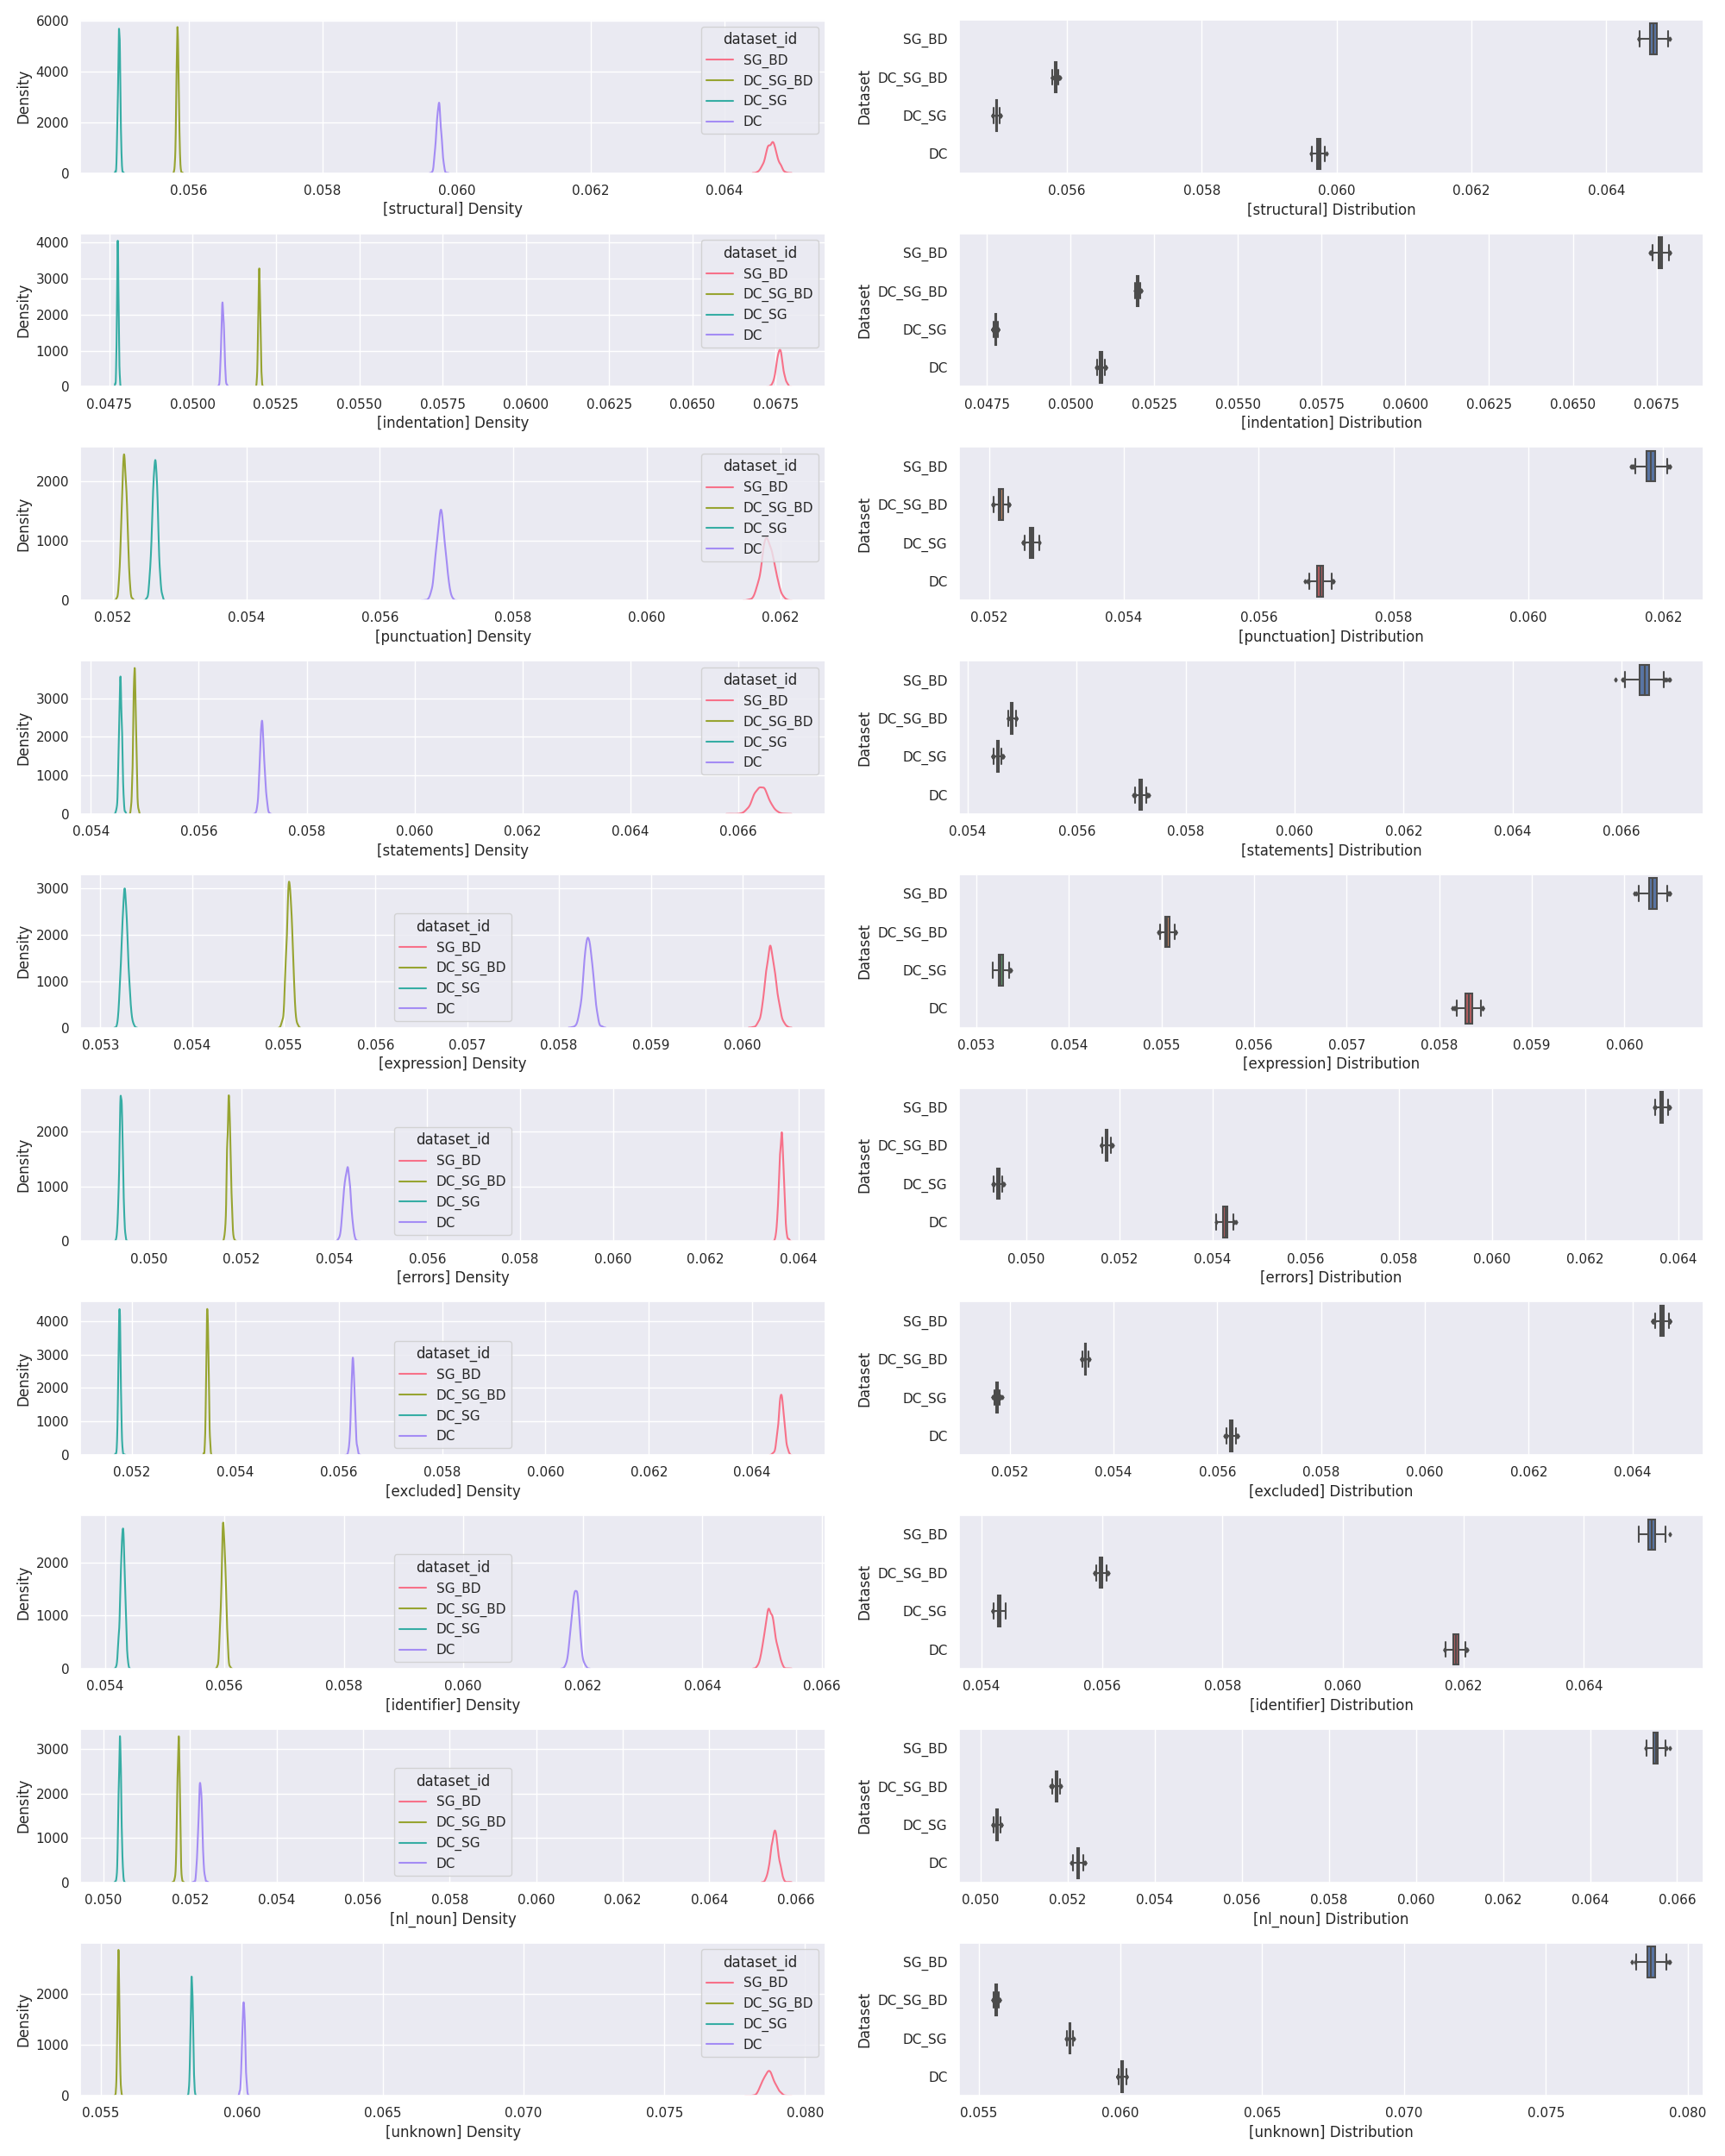 6000
4000
2000
0
Density
dataset_id
SG_BD
DC_SG_BD
DC_SG
DC
0.056 0.058 0.060 0.062 0.064
[structural] Density
Dataset
SG_BD
DC_SG_BD
DC_SG
DC
0.056 0.058 0.060 0.062 0.064
[structural] Distribution
4000
3000
2000
1000
0
Density
dataset_id
SG_BD
DC_SG_BD
DC_SG
DC
0.0475 0.0500 0.0525 0.0550 0.0575 0.0600 0.0625 0.0650 0.0675
[indentation] Density
Dataset
SG_BD
DC_SG_BD
DC_SG
DC
0.0475 0.0500 0.0525 0.0550 0.0575 0.0600 0.0625 0.0650 0.0675
[indentation] Distribution
2000
1000
0
Density
dataset_id
SG_BD
DC_SG_BD
DC_SG
DC
0.052 0.054 0.056 0.058 0.060 0.062
[punctuation] Density
Dataset
SG_BD
DC_SG_BD
DC_SG
DC
0.052 0.054 0.056 0.058 0.060 0.062
[punctuation] Distribution
3000
2000
1000
0
Density
dataset_id
SG_BD
DC_SG_BD
DC_SG
DC
0.054 0.056 0.058 0.060 0.062 0.064 0.066
[statements] Density
Dataset
SG_BD
DC_SG_BD
DC_SG
DC
0.054 0.056 0.058 0.060 0.062 0.064 0.066
[statements] Distribution
3000
2000
1000
0
Density
dataset_id
SG_BD
DC_SG_BD
DC_SG
DC
0.053 0.054 0.055 0.056 0.057 0.058 0.059 0.060
[expression] Density
Dataset
SG_BD
DC_SG_BD
DC_SG
DC
0.053 0.054 0.055 0.056 0.057 0.058 0.059 0.060
[expression] Distribution
2000
1000
0
Density
dataset_id
SG_BD
DC_SG_BD
DC_SG
DC
0.050 0.052 0.054 0.056 0.058 0.060 0.062 0.064
[errors] Density
Dataset
SG_BD
DC_SG_BD
DC_SG
DC
0.050 0.052 0.054 0.056 0.058 0.060 0.062 0.064
[errors] Distribution
4000
3000
2000
1000
0
Density
dataset_id
SG_BD
DC_SG_BD
DC_SG
DC
0.052 0.054 0.056 0.058 0.060 0.062 0.064
[excluded] Density
Dataset
SG_BD
DC_SG_BD
DC_SG
DC
0.052 0.054 0.056 0.058 0.060 0.062 0.064
[excluded] Distribution
2000
1000
0
Density
dataset_id
SG_BD
DC_SG_BD
DC_SG
DC
0.054 0.056 0.058 0.060 0.062 0.064 0.066
[identifier] Density
Dataset
SG_BD
DC_SG_BD
DC_SG
DC
0.054 0.056 0.058 0.060 0.062 0.064
[identifier] Distribution
3000
2000
1000
0
Density
dataset_id
SG_BD
DC_SG_BD
DC_SG
DC
0.050 0.052 0.054 0.056 0.058 0.060 0.062 0.064 0.066
[nl_noun] Density
Dataset
SG_BD
DC_SG_BD
DC_SG
DC
0.050 0.052 0.054 0.056 0.058 0.060 0.062 0.064 0.066
[nl_noun] Distribution
2000
1000
0
Density
dataset_id
SG_BD
DC_SG_BD
DC_SG
DC
0.055 0.060 0.065 0.070 0.075 0.080
[unknown] Density
Dataset
SG_BD
DC_SG_BD
DC_SG
DC
0.055 0.060 0.065 0.070 0.075 0.080
[unknown] Distribution